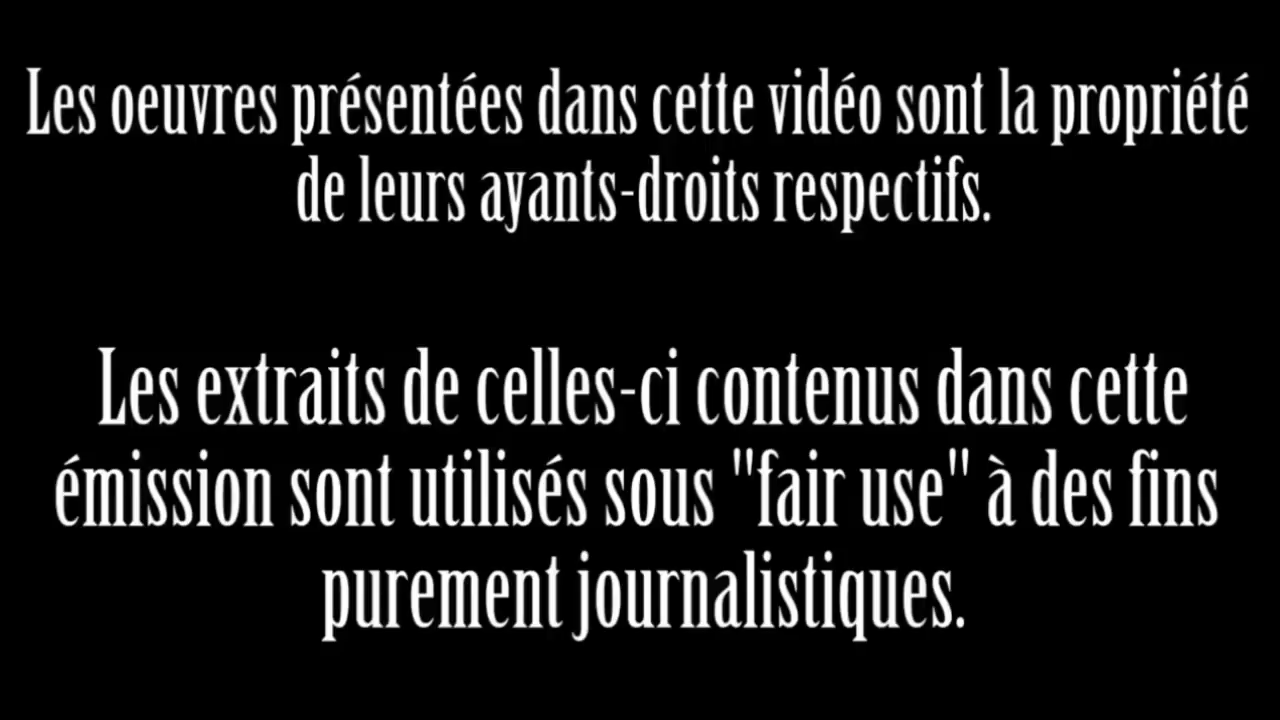 Les oeuvres présentées dans cette vidéo sont la propriété
de leurs ayants-droits respectifs.
Les extraits de celles-ci contenus dans cette
émission sont utilisés sous "fair use" à des fins
purement journalistiques.